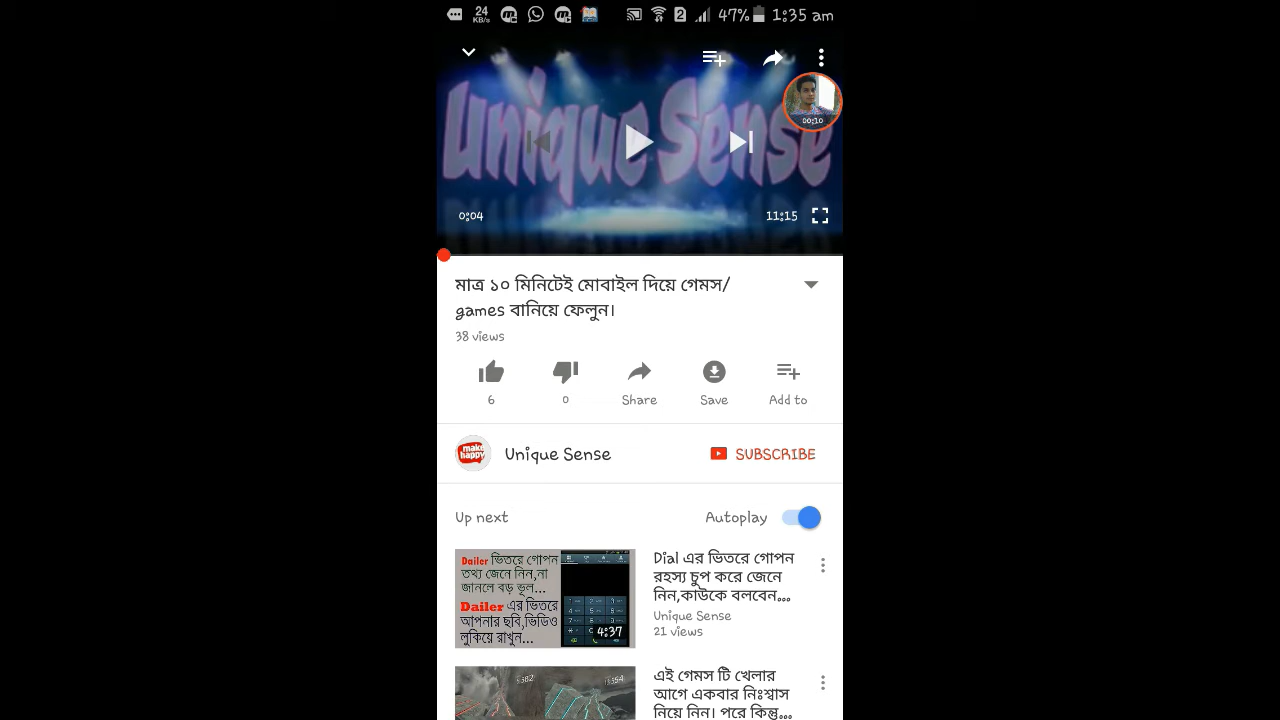 24
KB/s
2
47%
1:35 am
Unique Sense
00:10
0:04
11:15
মাত্র ১০ মিনিটেই মোবাইল দিয়ে গেমস/
games বানিয়ে ফেলুন।
38 views
6
0
Share
Save
Add to
make
happy
Unique Sense
SUBSCRIBE
Up next
Autoplay
Dailer ভিতরে গোপন
তথ্য জেনে নিন,না
জানলে বড় ভুল...
Dailer এর ভিতরে
আপনার ছবি,ভিডিও
লুকিয়ে রাখুন...
4:37
Dial এর ভিতরে গোপন
রহস্য চুপ করে জেনে
নিন,কাউকে বলবেন...
Unique Sense
21 views
এই গেমস টি খেলার
আগে একবার নিঃশ্বাস
নিয়ে নিন। পরে কিন্তু...